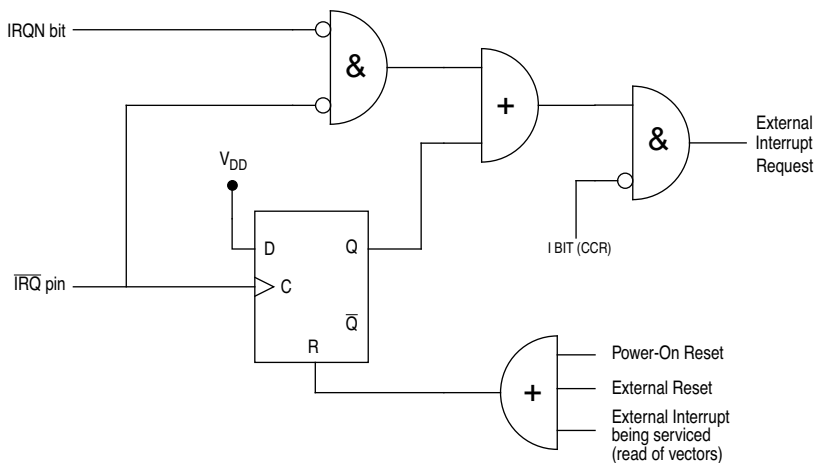 IRQN bit
&
+
&
External
Interrupt
Request
VDD
I BIT (CCR)
D
Q
IRQ pin
C
Q
R
+
Power-On Reset
External Reset
External Interrupt
being serviced
(read of vectors)